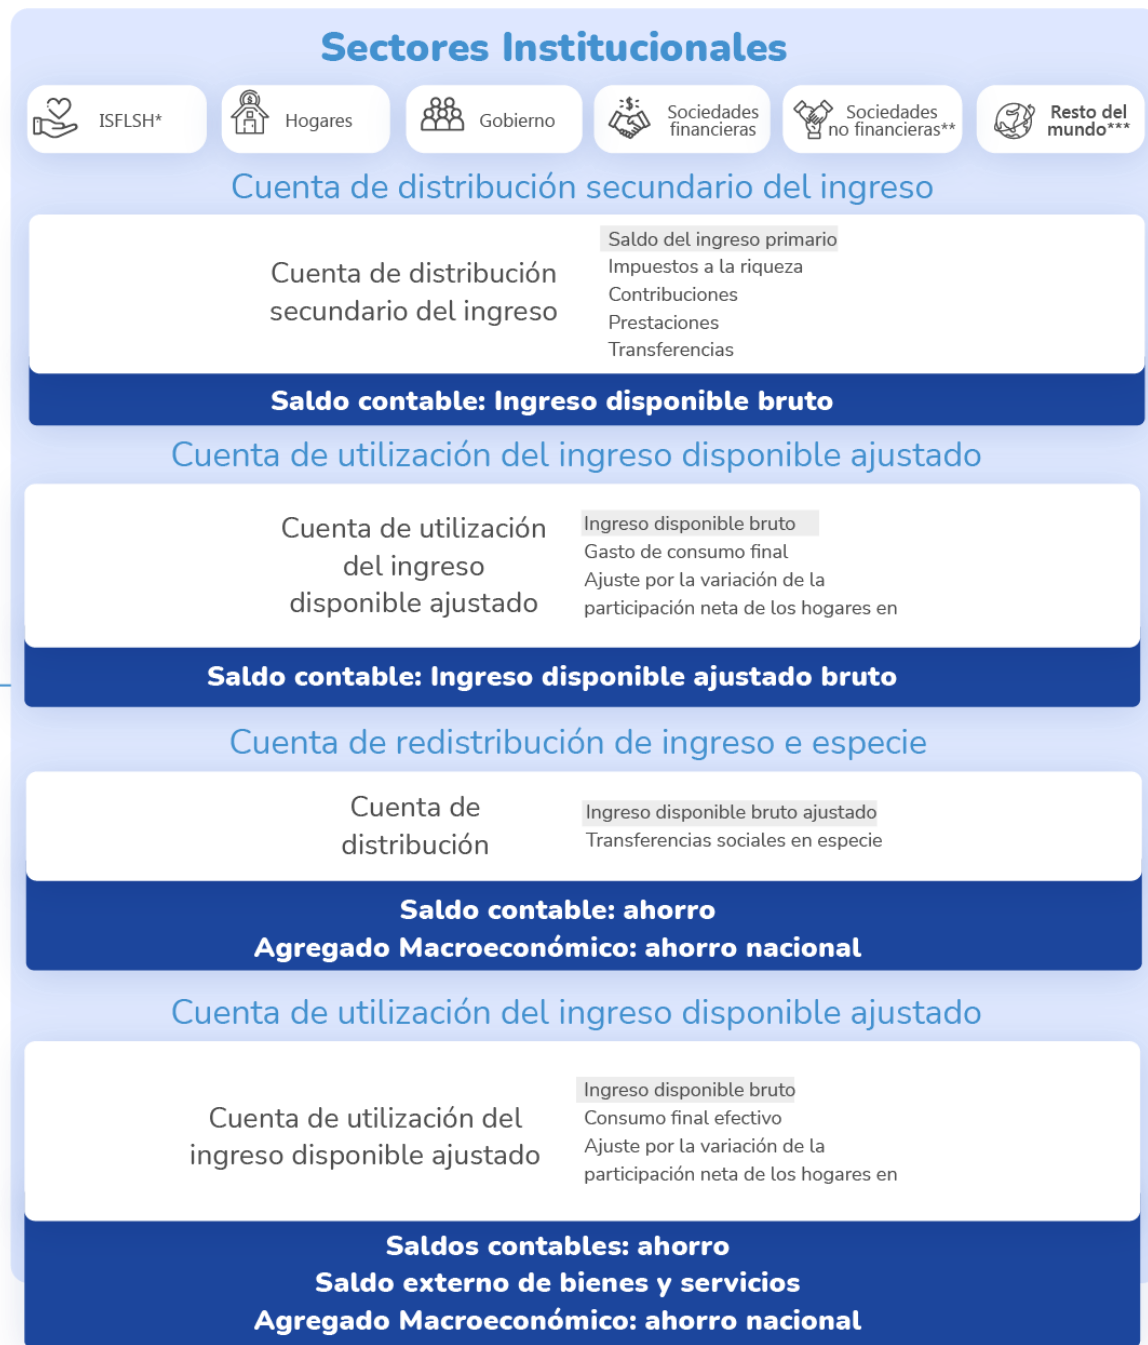 Sectores Institucionales
ISFLSH*
Hogares
Gobierno
Sociedades
financieras
Sociedades
no financieras**
Resto del
mundo***
Cuenta de distribución secundario del ingreso
Cuenta de distribución
secundario del ingreso
Saldo del ingreso primario
Impuestos a la riqueza
Contribuciones
Prestaciones
Transferencias
Saldo contable: Ingreso disponible bruto
Cuenta de utilización del ingreso disponible ajustado
Cuenta de utilización
del ingreso
disponible ajustado
Ingreso disponible bruto
Gasto de consumo final
Ajuste por la variación de la
participación neta de los hogares en
Saldo contable: Ingreso disponible ajustado bruto
Cuenta de redistribución de ingreso e especie
Cuenta de
distribución
Ingreso disponible bruto ajustado
Transferencias sociales en especie
Saldo contable: ahorro
Agregado Macroeconómico: ahorro nacional
Cuenta de utilización del ingreso disponible ajustado
Cuenta de utilización del
ingreso disponible ajustado
Ingreso disponible bruto
Consumo final efectivo
Ajuste por la variación de la
participación neta de los hogares en
Saldos contables: ahorro
Saldo externo de bienes y servicios
Agregado Macroeconómico: ahorro nacional